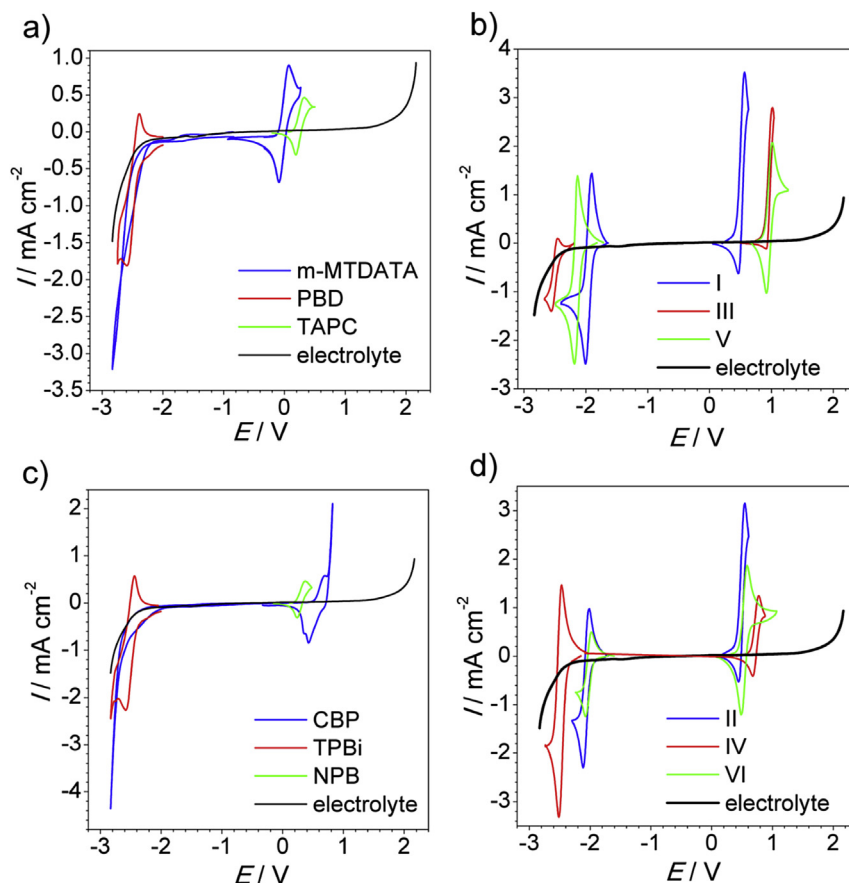 a)
I / mA cm-2
1.0
0.5
0.0
-0.5
-1.0
-1.5
-2.0
-2.5
-3.0
-3.5
m-MTDATA
PBD
TAPC
electrolyte
-3 -2 -1 0 1 2
E / V
b)
I / mA cm-2
4
3
2
1
0
-1
-2
-3
I
III
V
electrolyte
-3 -2 -1 0 1 2
E / V
c)
I / mA cm-2
2
1
0
-1
-2
-3
-4
CBP
TPBi
NPB
electrolyte
-3 -2 -1 0 1 2
E / V
d)
I / mA cm-2
3
2
1
0
-1
-2
-3
II
IV
VI
electrolyte
-3 -2 -1 0 1 2
E / V